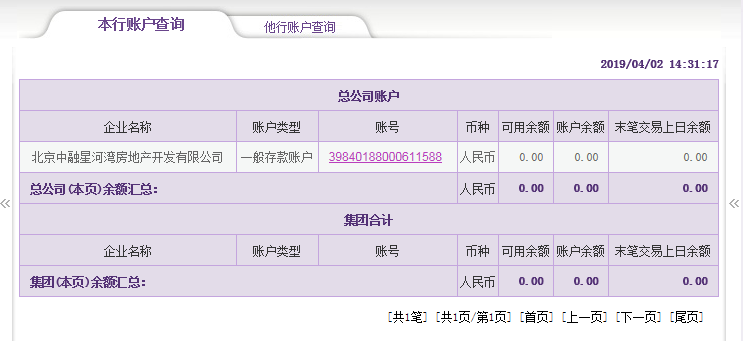 本行账户查询 他行账户查询
2019/04/02 14:31:17
总公司账户
企业名称 账户类型 账号 币种 可用余额 账户余额 末笔交易上日余额
北京中融星河湾房地产开发有限公司 一般存款账户 39840188000611588 人民币 0.00 0.00 0.00
总公司(本页)余额汇总: 人民币 0.00 0.00 0.00
集团合计
企业名称 账户类型 账号 币种 可用余额 账户余额 末笔交易上日余额
集团(本页)余额汇总: 人民币 0.00 0.00 0.00
[共1笔] [共1页/第1页] [首页] [上一页] [下一页] [尾页]